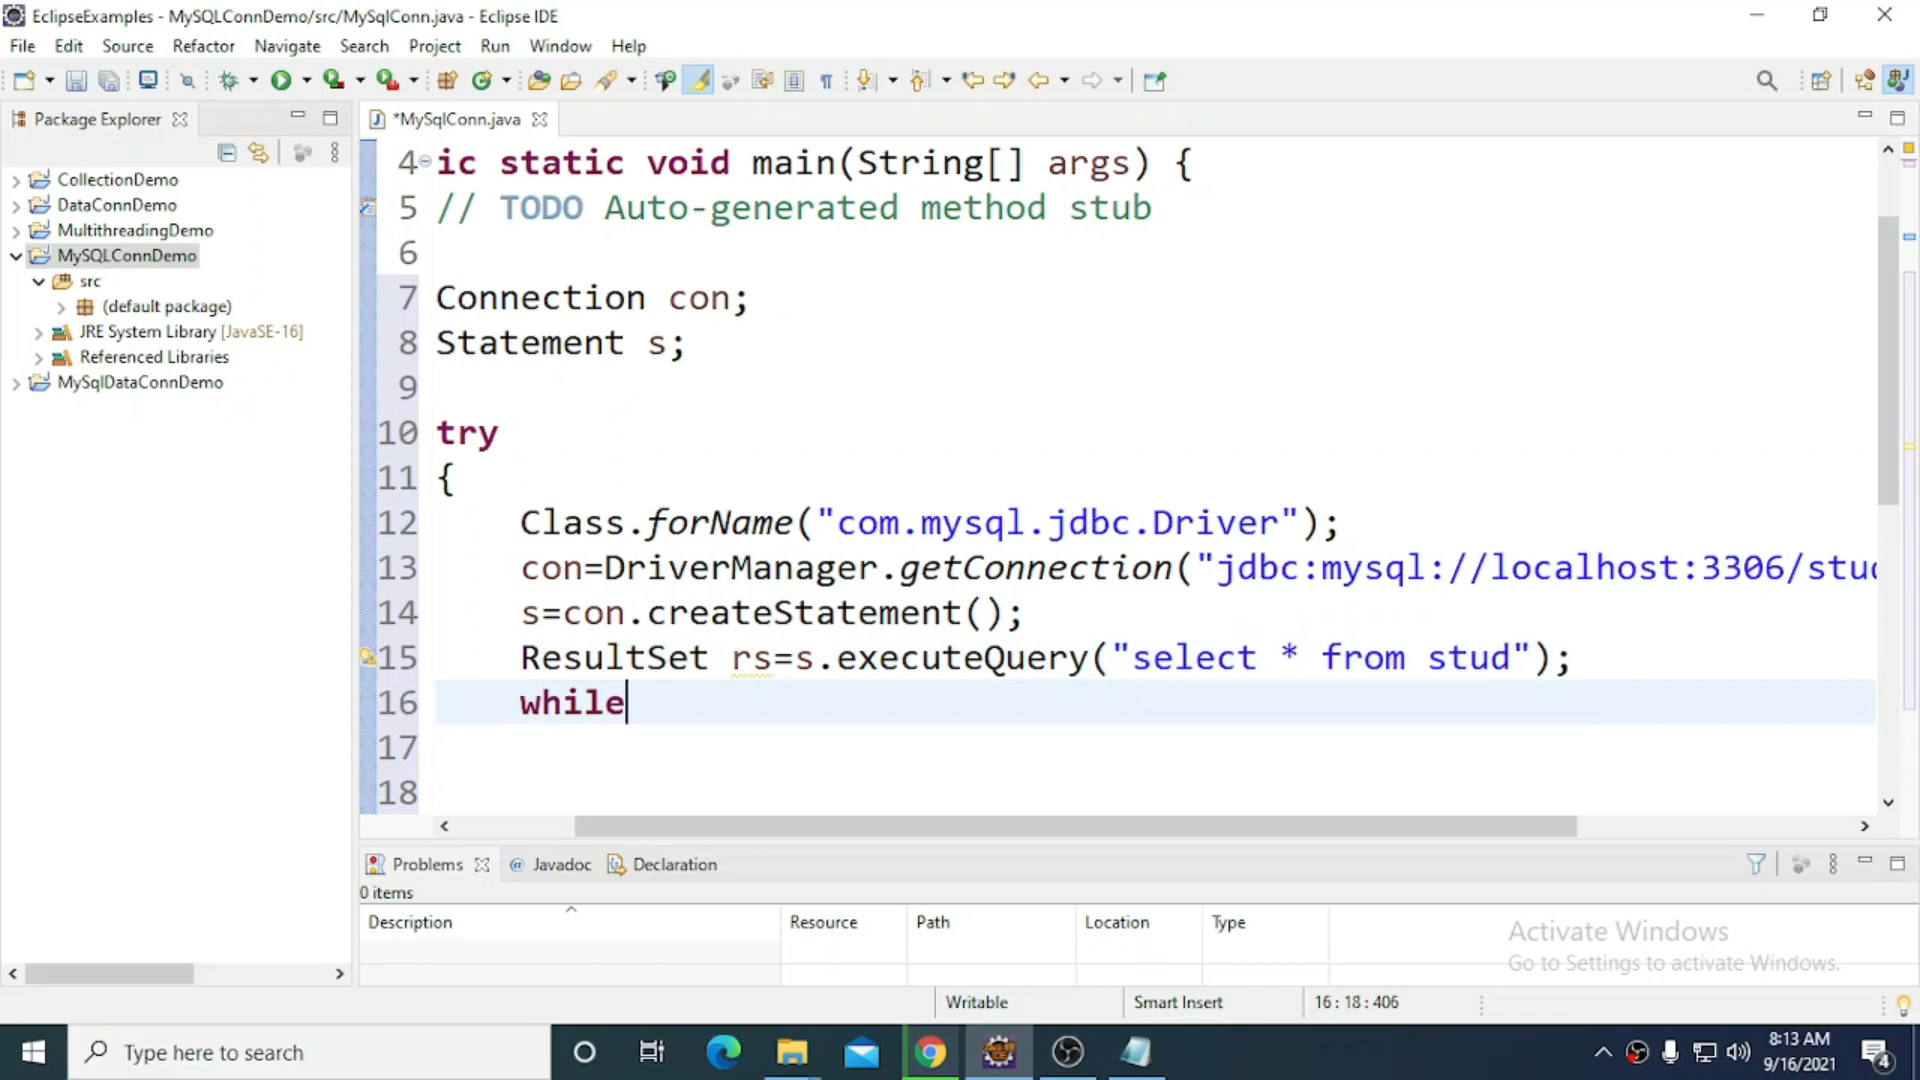 EclipseExamples - MySQLConnDemo/src/MySqlConn.java - Eclipse IDE
File Edit Source Refactor Navigate Search Project Run Window Help
Package Explorer
*MySqlConn.java
CollectionDemo
DataConnDemo
MultithreadingDemo
MySQLConnDemo
src
(default package)
JRE System Library [JavaSE-16]
Referenced Libraries
MySqlDataConnDemo
4 ic static void main(String[] args) {
5 // TODO Auto-generated method stub
6
7 Connection con;
8 Statement s;
9
10 try
11 {
12 Class.forName("com.mysql.jdbc.Driver");
13 con=DriverManager.getConnection("jdbc:mysql://localhost:3306/stu
14 s=con.createStatement();
15 ResultSet rs=s.executeQuery("select * from stud");
16 while
17
18
Problems @ Javadoc Declaration
0 items
Description Resource Path Location Type
Activate Windows
Go to Settings to activate Windows.
Writable Smart Insert 16 : 18 : 406
Type here to search
8:13 AM
9/16/2021
4